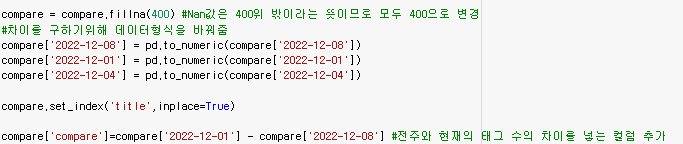 compare = compare.fillna(400) #Nan값은 400위 밖이라는 뜻이므로 모두 400으로 변경
#차이를 구하기위해 데이터형식을 바꿔줌
compare['2022-12-08'] = pd.to_numeric(compare['2022-12-08'])
compare['2022-12-01'] = pd.to_numeric(compare['2022-12-01'])
compare['2022-12-04'] = pd.to_numeric(compare['2022-12-04'])
compare.set_index('title',inplace=True)
compare['compare']=compare['2022-12-01'] - compare['2022-12-08'] #전주와 현재의 태그 수의 차이를 넣는 컬럼 추가